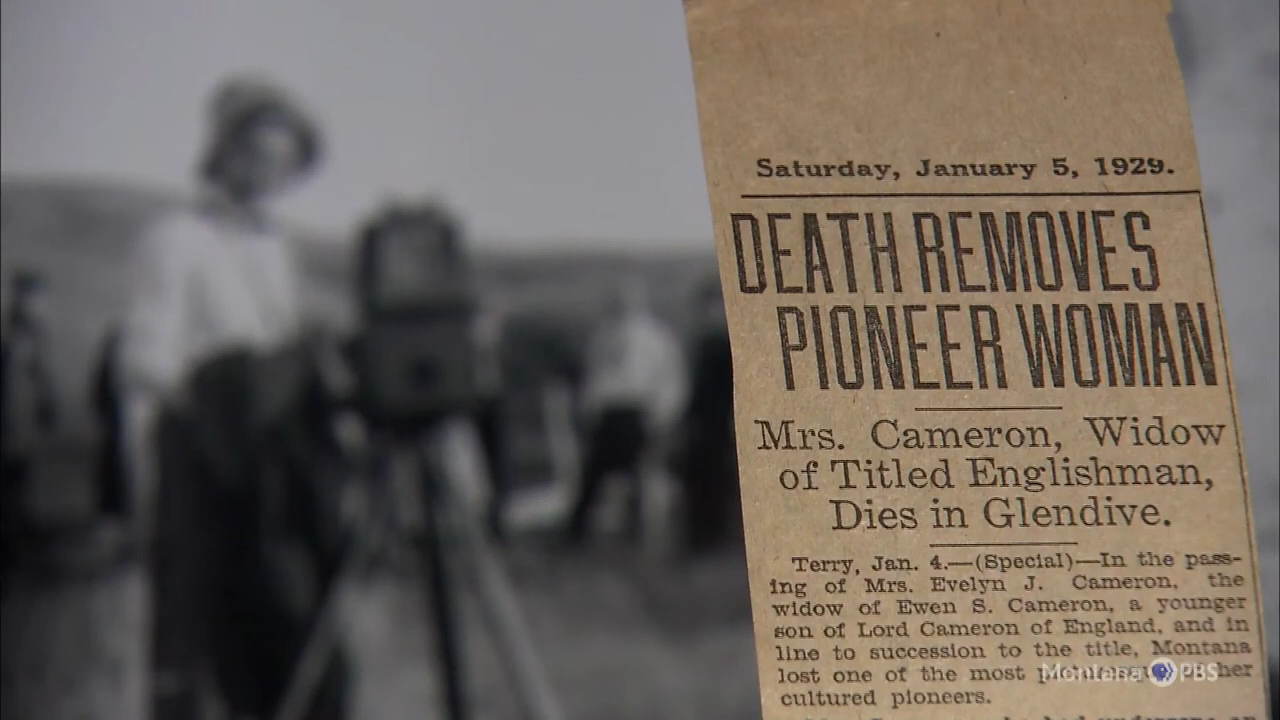 Saturday, January 5, 1929.
DEATH REMOVES
PIONEER WOMAN
Mrs. Cameron, Widow
of Titled Englishman,
Dies in Glendive.
Terry, Jan. 4.—(Special)—In the pass-
ing of Mrs. Evelyn J. Cameron, the
widow of Ewen S. Cameron, a younger
son of Lord Cameron of England, and in
line to succession to the title, Montana
lost one of the most her
cultured pioneers.
Montana PBS